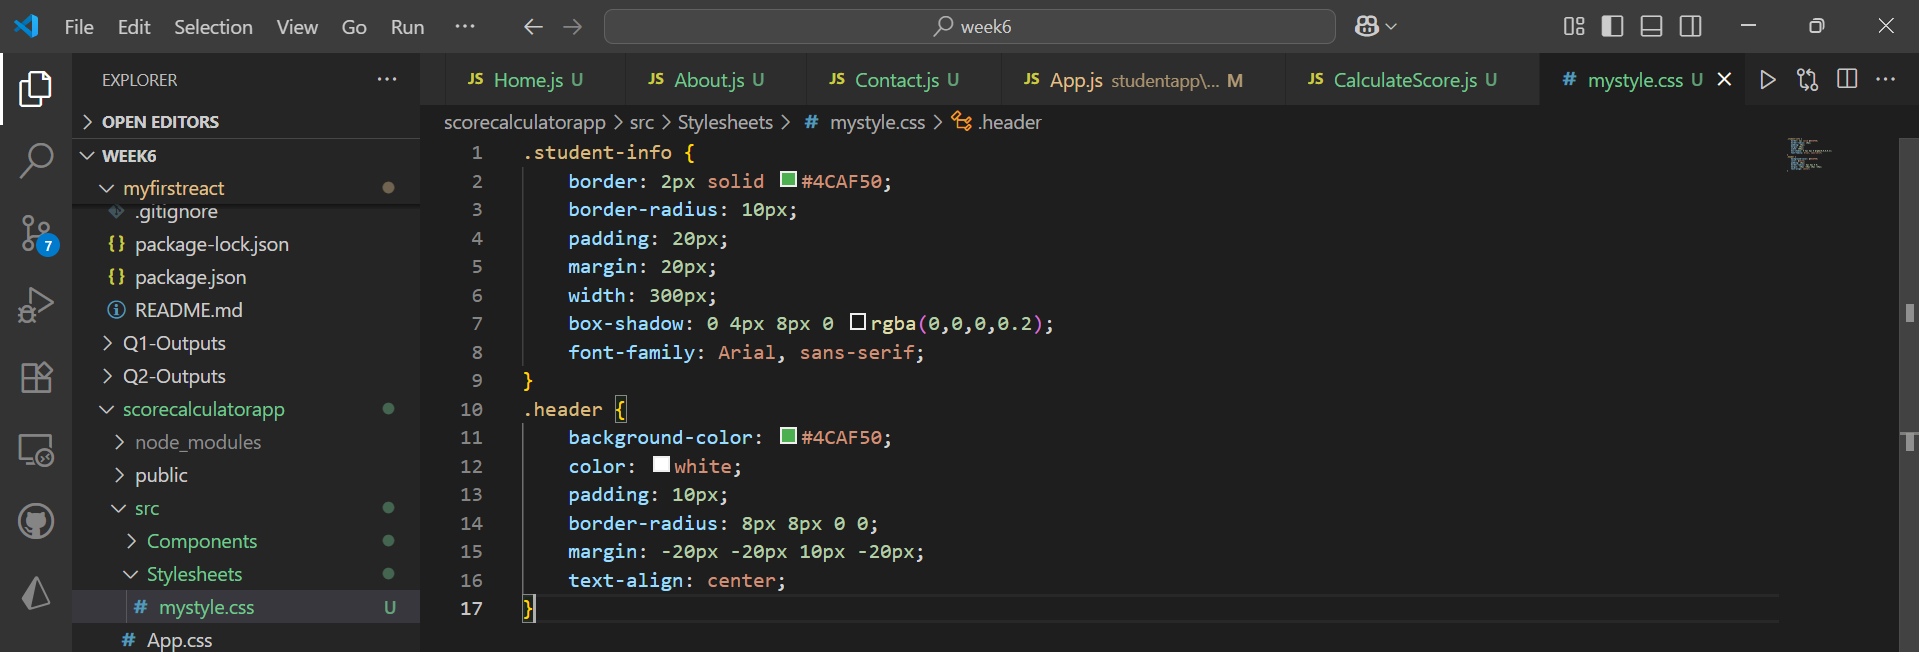 File Edit Selection View Go Run ··· week6
EXPLORER ···
OPEN EDITORS
WEEK6
myfirstreact
.gitignore
{} package-lock.json
{} package.json
README.md
Q1-Outputs
Q2-Outputs
scorecalculatorapp
node_modules
public
src
Components
Stylesheets
# mystyle.css U
# App.css
7
JS Home.js U JS About.js U JS Contact.js U JS App.js studentapp\... M JS CalculateScore.js U # mystyle.css U
scorecalculatorapp > src > Stylesheets > # mystyle.css > .header
1 .student-info {
2 border: 2px solid #4CAF50;
3 border-radius: 10px;
4 padding: 20px;
5 margin: 20px;
6 width: 300px;
7 box-shadow: 0 4px 8px 0 rgba(0,0,0,0.2);
8 font-family: Arial, sans-serif;
9 }
10 .header {
11 background-color: #4CAF50;
12 color: white;
13 padding: 10px;
14 border-radius: 8px 8px 0 0;
15 margin: -20px -20px 10px -20px;
16 text-align: center;
17 }